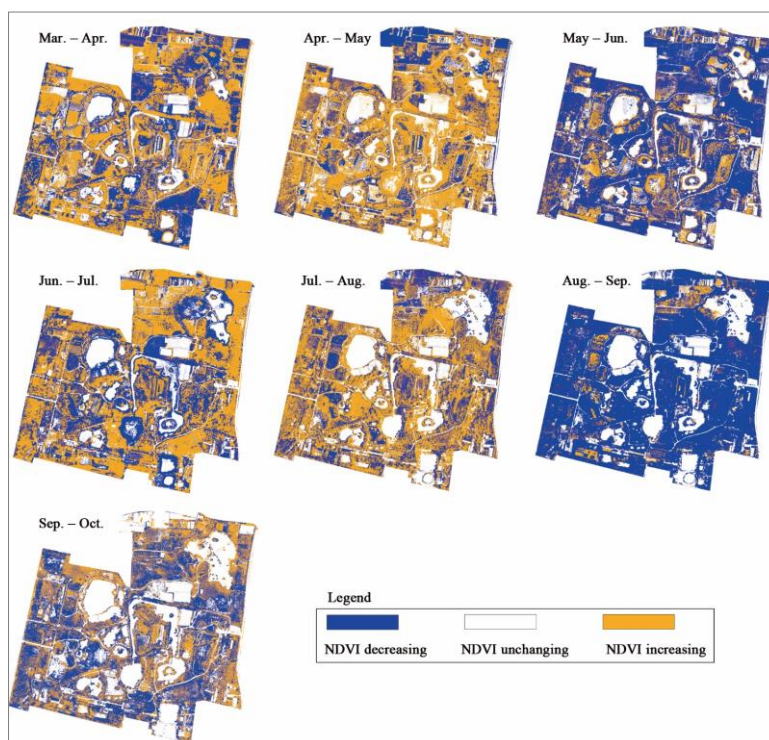 Mar. – Apr.
Apr. – May
May – Jun.
Jun. – Jul.
Jul. – Aug.
Aug. – Sep.
Sep. – Oct.
Legend
NDVI decreasing
NDVI unchanging
NDVI increasing